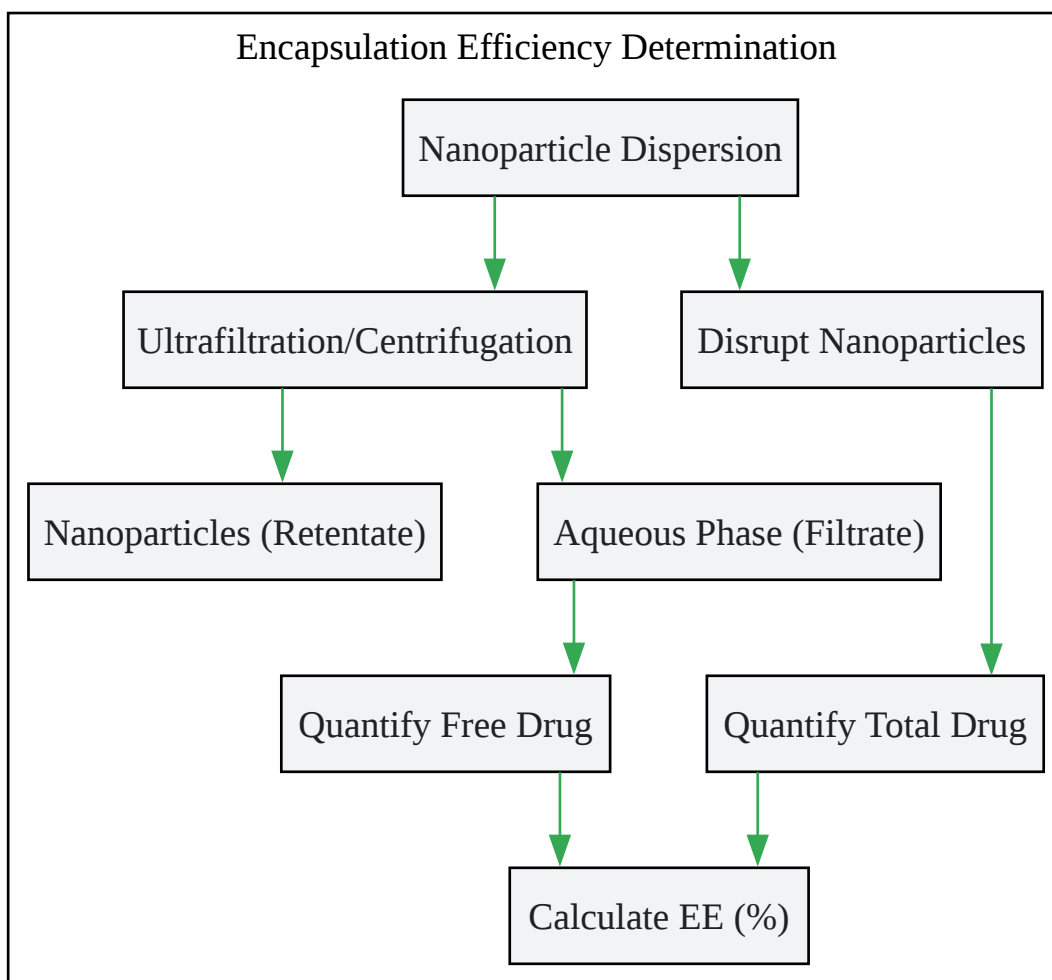 Encapsulation Efficiency Determination
Nanoparticle Dispersion
Ultrafiltration/Centrifugation
Disrupt Nanoparticles
Nanoparticles (Retentate)
Aqueous Phase (Filtrate)
Quantify Free Drug
Quantify Total Drug
Calculate EE (%)